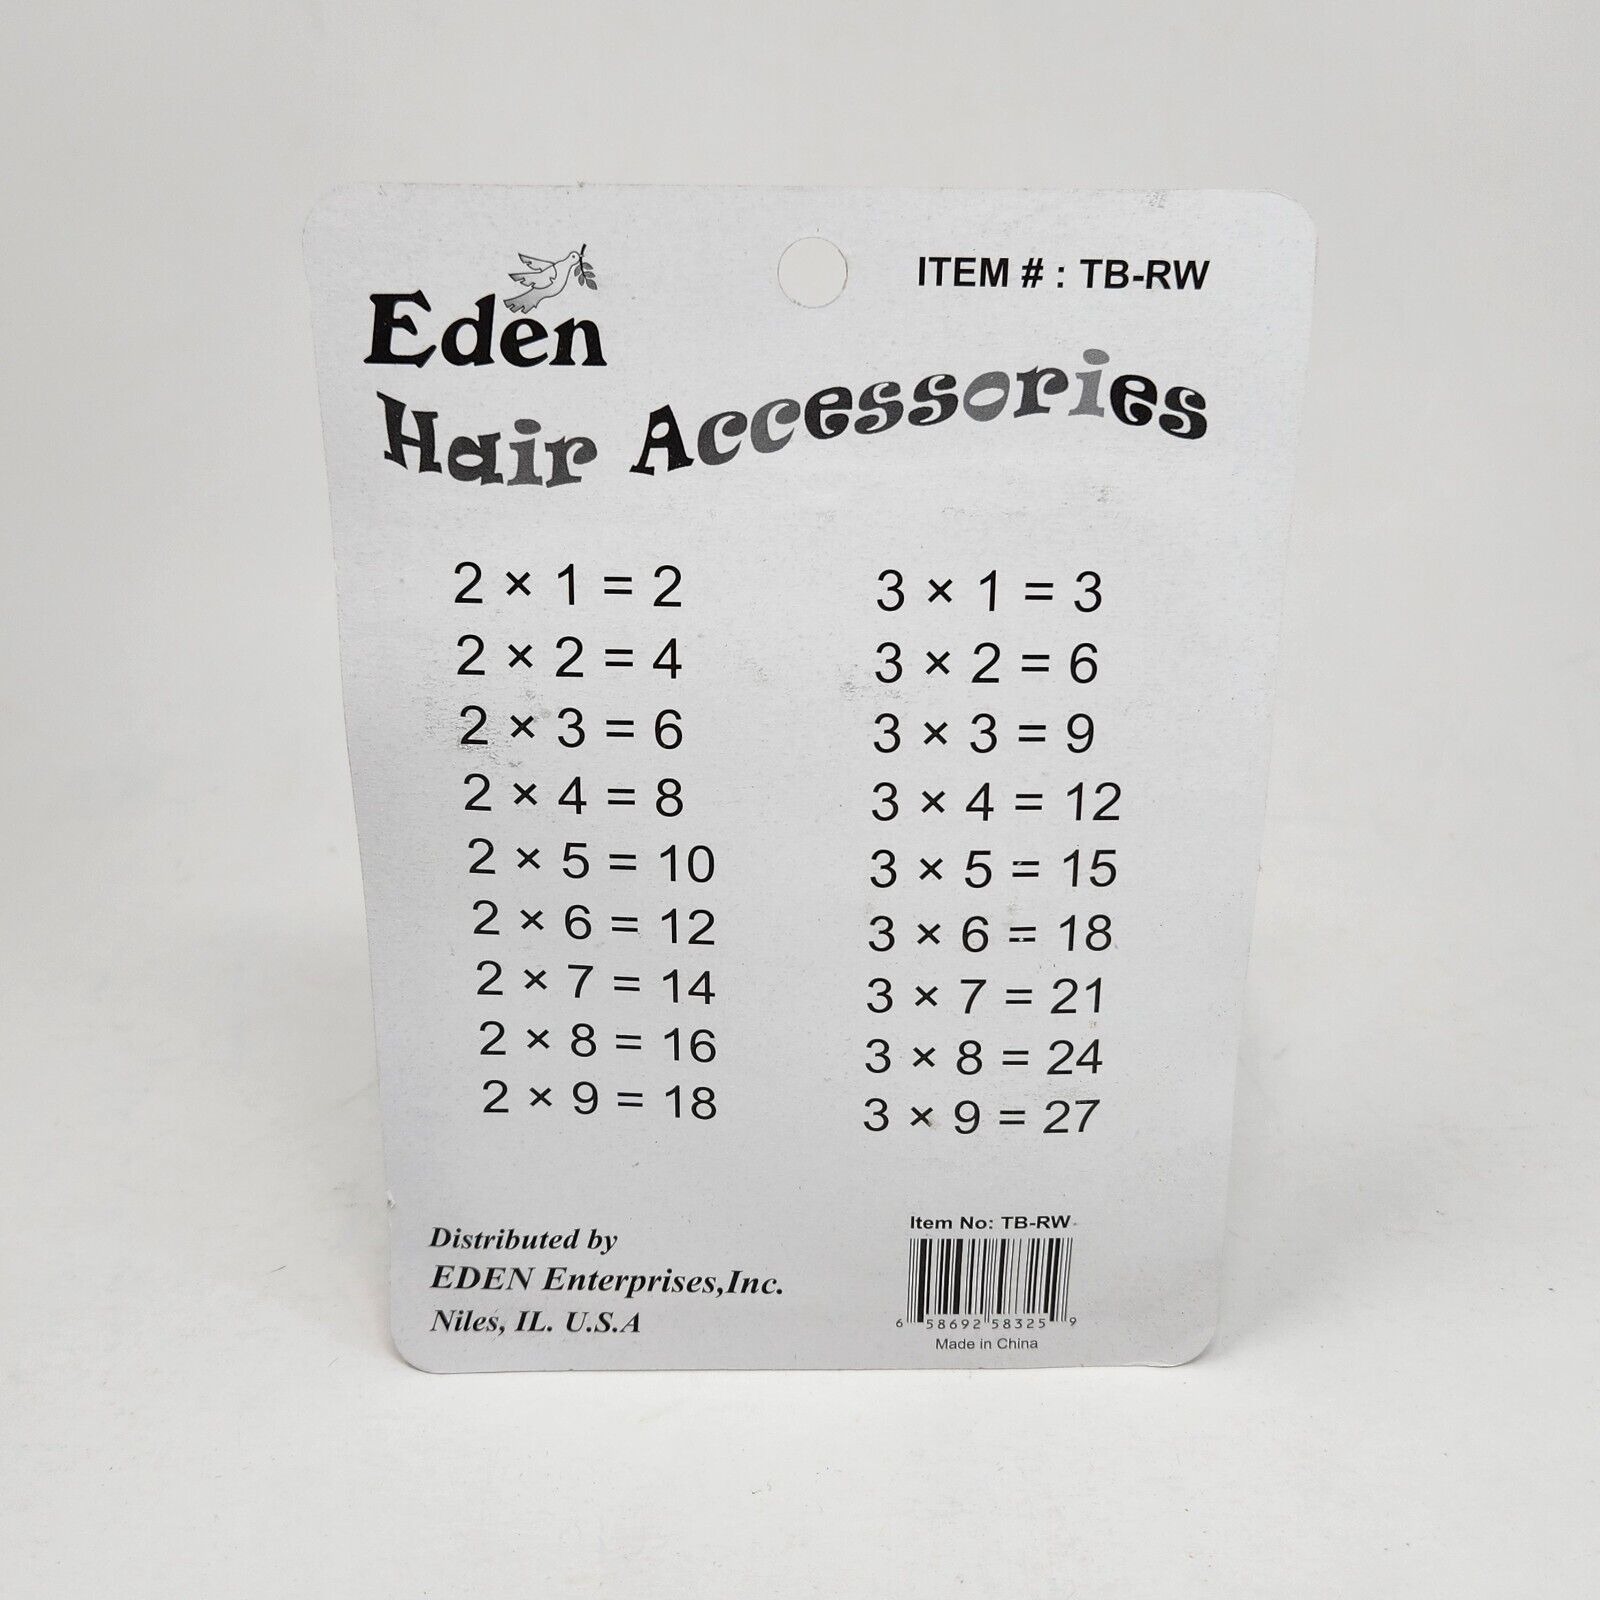 Eden
ITEM # : TB-RW
Hair Accessories
2 × 1 = 2
2 × 2 = 4
2 × 3 = 6
2 × 4 = 8
2 × 5 = 10
2 × 6 = 12
2 × 7 = 14
2 × 8 = 16
2 × 9 = 18
3 × 1 = 3
3 × 2 = 6
3 × 3 = 9
3 × 4 = 12
3 × 5 = 15
3 × 6 = 18
3 × 7 = 21
3 × 8 = 24
3 × 9 = 27
Distributed by
EDEN Enterprises,Inc.
Niles, IL. U.S.A
Item No: TB-RW
6 58692 58325 9
Made in China